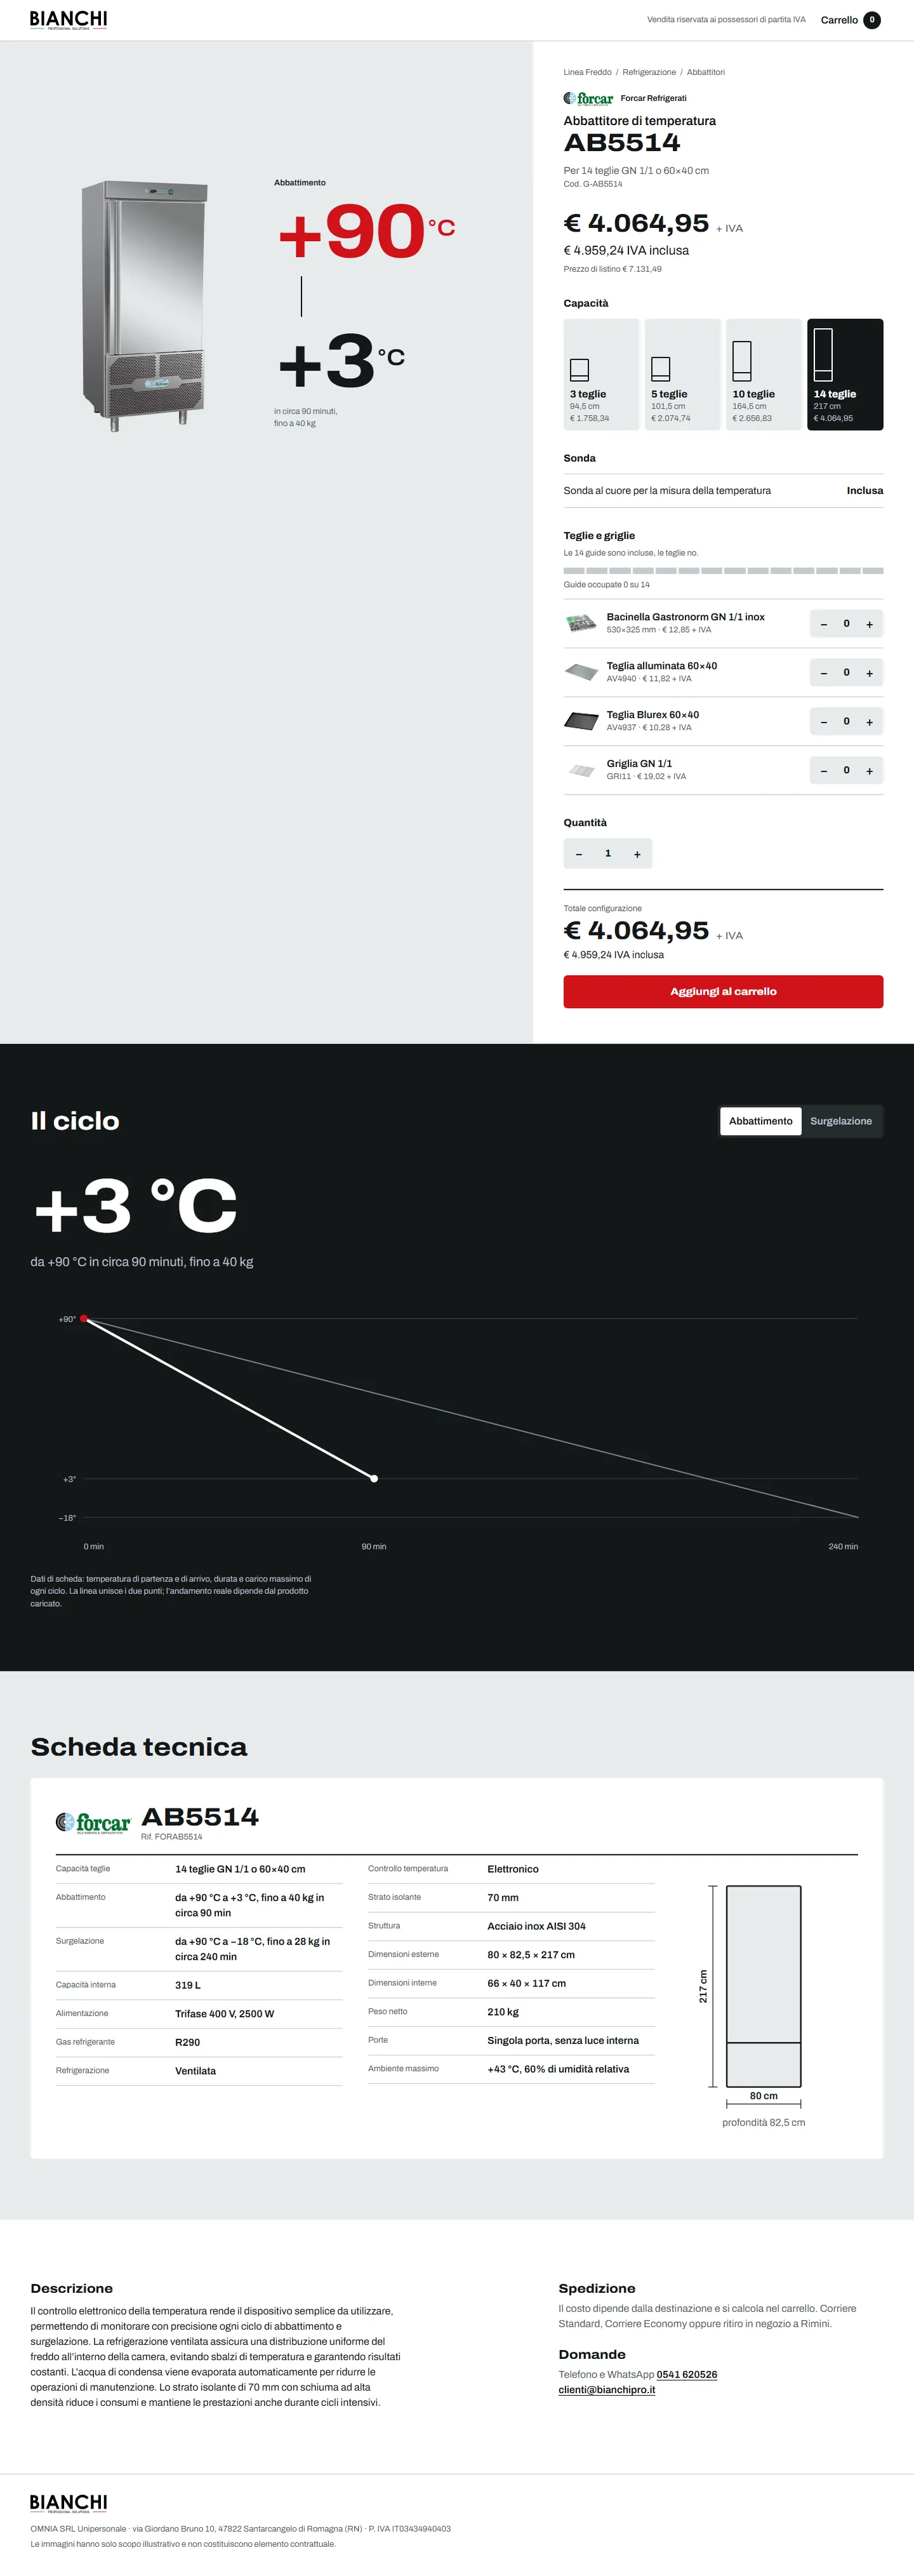 BIANCHI
PROFESSIONAL SOLUTIONS
Vendita riservata ai possessori di partita IVA
Carrello 0
Linea Freddo / Refrigerazione / Abbattitori
forcar
Forcar Refrigerati
Abbattitore di temperatura
AB5514
Per 14 teglie GN 1/1 o 60×40 cm
Cod. G-AB5514
Abbattimento
+90°C
+3°C
in circa 90 minuti,
fino a 40 kg
€ 4.064,95 + IVA
€ 4.959,24 IVA inclusa
Prezzo di listino € 7.131,49
Capacità
3 teglie
94,5 cm
€ 1.758,34
5 teglie
101,5 cm
€ 2.074,74
10 teglie
164,5 cm
€ 2.656,83
14 teglie
217 cm
€ 4.064,95
Sonda
Sonda al cuore per la misura della temperatura Inclusa
Teglie e griglie
Le 14 guide sono incluse, le teglie no.
Guide occupate 0 su 14
Bacinella Gastronorm GN 1/1 inox
530×325 mm · € 12,85 + IVA
– 0 +
Teglia alluminata 60×40
AV4940 · € 11,82 + IVA
– 0 +
Teglia Blurex 60×40
AV4937 · € 10,28 + IVA
– 0 +
Griglia GN 1/1
GRI11 · € 19,02 + IVA
– 0 +
Quantità
– 1 +
Totale configurazione
€ 4.064,95 + IVA
€ 4.959,24 IVA inclusa
Aggiungi al carrello
Il ciclo
Abbattimento Surgelazione
+3 °C
da +90 °C in circa 90 minuti, fino a 40 kg
+90°
+3°
−18°
0 min 90 min 240 min
Dati di scheda: temperatura di partenza e di arrivo, durata e carico massimo di
ogni ciclo. La linea unisce i due punti; l'andamento reale dipende dal prodotto
caricato.
Scheda tecnica
forcar
AB5514
Rif. FORAB5514
Capacità teglie 14 teglie GN 1/1 o 60×40 cm
Abbattimento da +90 °C a +3 °C, fino a 40 kg in
circa 90 min
Surgelazione da +90 °C a −18 °C, fino a 28 kg in
circa 240 min
Capacità interna 319 L
Alimentazione Trifase 400 V, 2500 W
Gas refrigerante R290
Refrigerazione Ventilata
Controllo temperatura Elettronico
Strato isolante 70 mm
Struttura Acciaio inox AISI 304
Dimensioni esterne 80 × 82,5 × 217 cm
Dimensioni interne 66 × 40 × 117 cm
Peso netto 210 kg
Porte Singola porta, senza luce interna
Ambiente massimo +43 °C, 60% di umidità relativa
217 cm
80 cm
profondità 82,5 cm
Descrizione
Il controllo elettronico della temperatura rende il dispositivo semplice da utilizzare,
permettendo di monitorare con precisione ogni ciclo di abbattimento e
surgelazione. La refrigerazione ventilata assicura una distribuzione uniforme del
freddo all'interno della camera, evitando sbalzi di temperatura e garantendo risultati
costanti. L'acqua di condensa viene evaporata automaticamente per ridurre le
operazioni di manutenzione. Lo strato isolante di 70 mm con schiuma ad alta
densità riduce i consumi e mantiene le prestazioni anche durante cicli intensivi.
Spedizione
Il costo dipende dalla destinazione e si calcola nel carrello. Corriere
Standard, Corriere Economy oppure ritiro in negozio a Rimini.
Domande
Telefono e WhatsApp 0541 620526
clienti@bianchipro.it
BIANCHI
PROFESSIONAL SOLUTIONS
OMNIA SRL Unipersonale · via Giordano Bruno 10, 47822 Santarcangelo di Romagna (RN) · P. IVA IT03434940403
Le immagini hanno solo scopo illustrativo e non costituiscono elemento contrattuale.